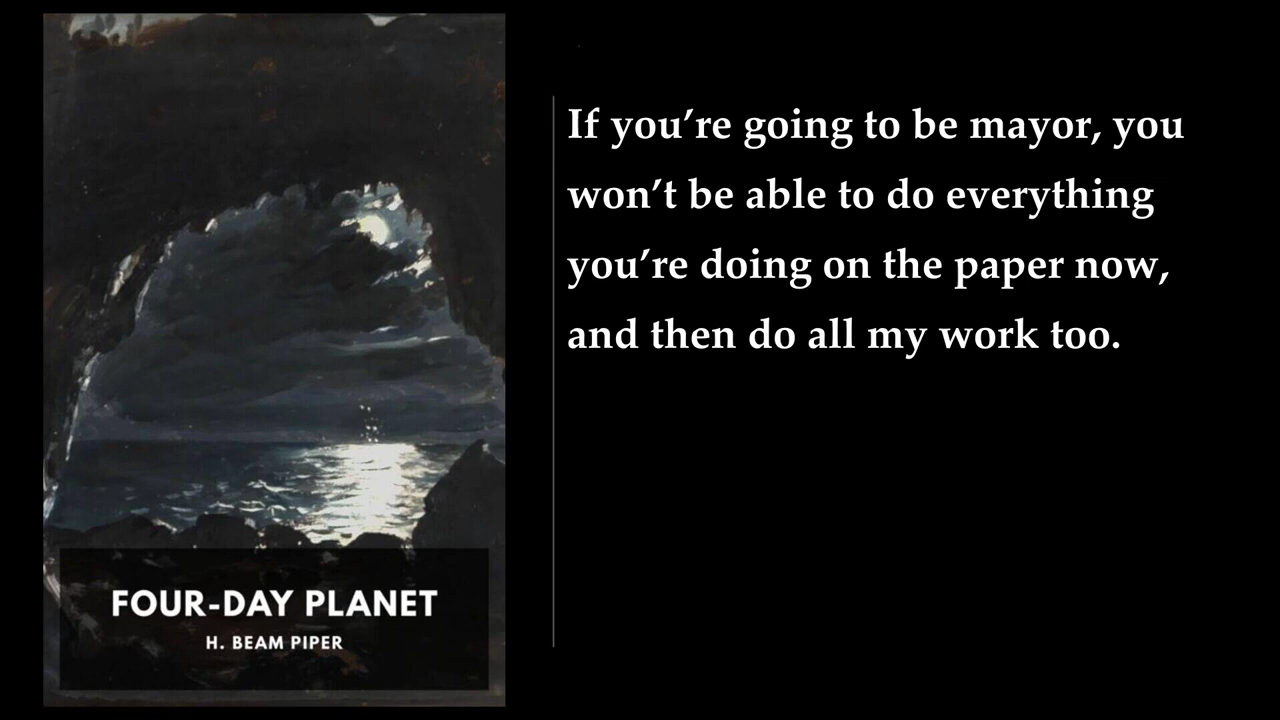 FOUR-DAY PLANET
H. BEAM PIPER
If you’re going to be mayor, you
won’t be able to do everything
you’re doing on the paper now,
and then do all my work too.